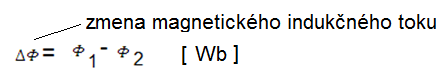 zmena magnetického indukčného toku
ΔΦ = Φ₁ - Φ₂ [ Wb ]